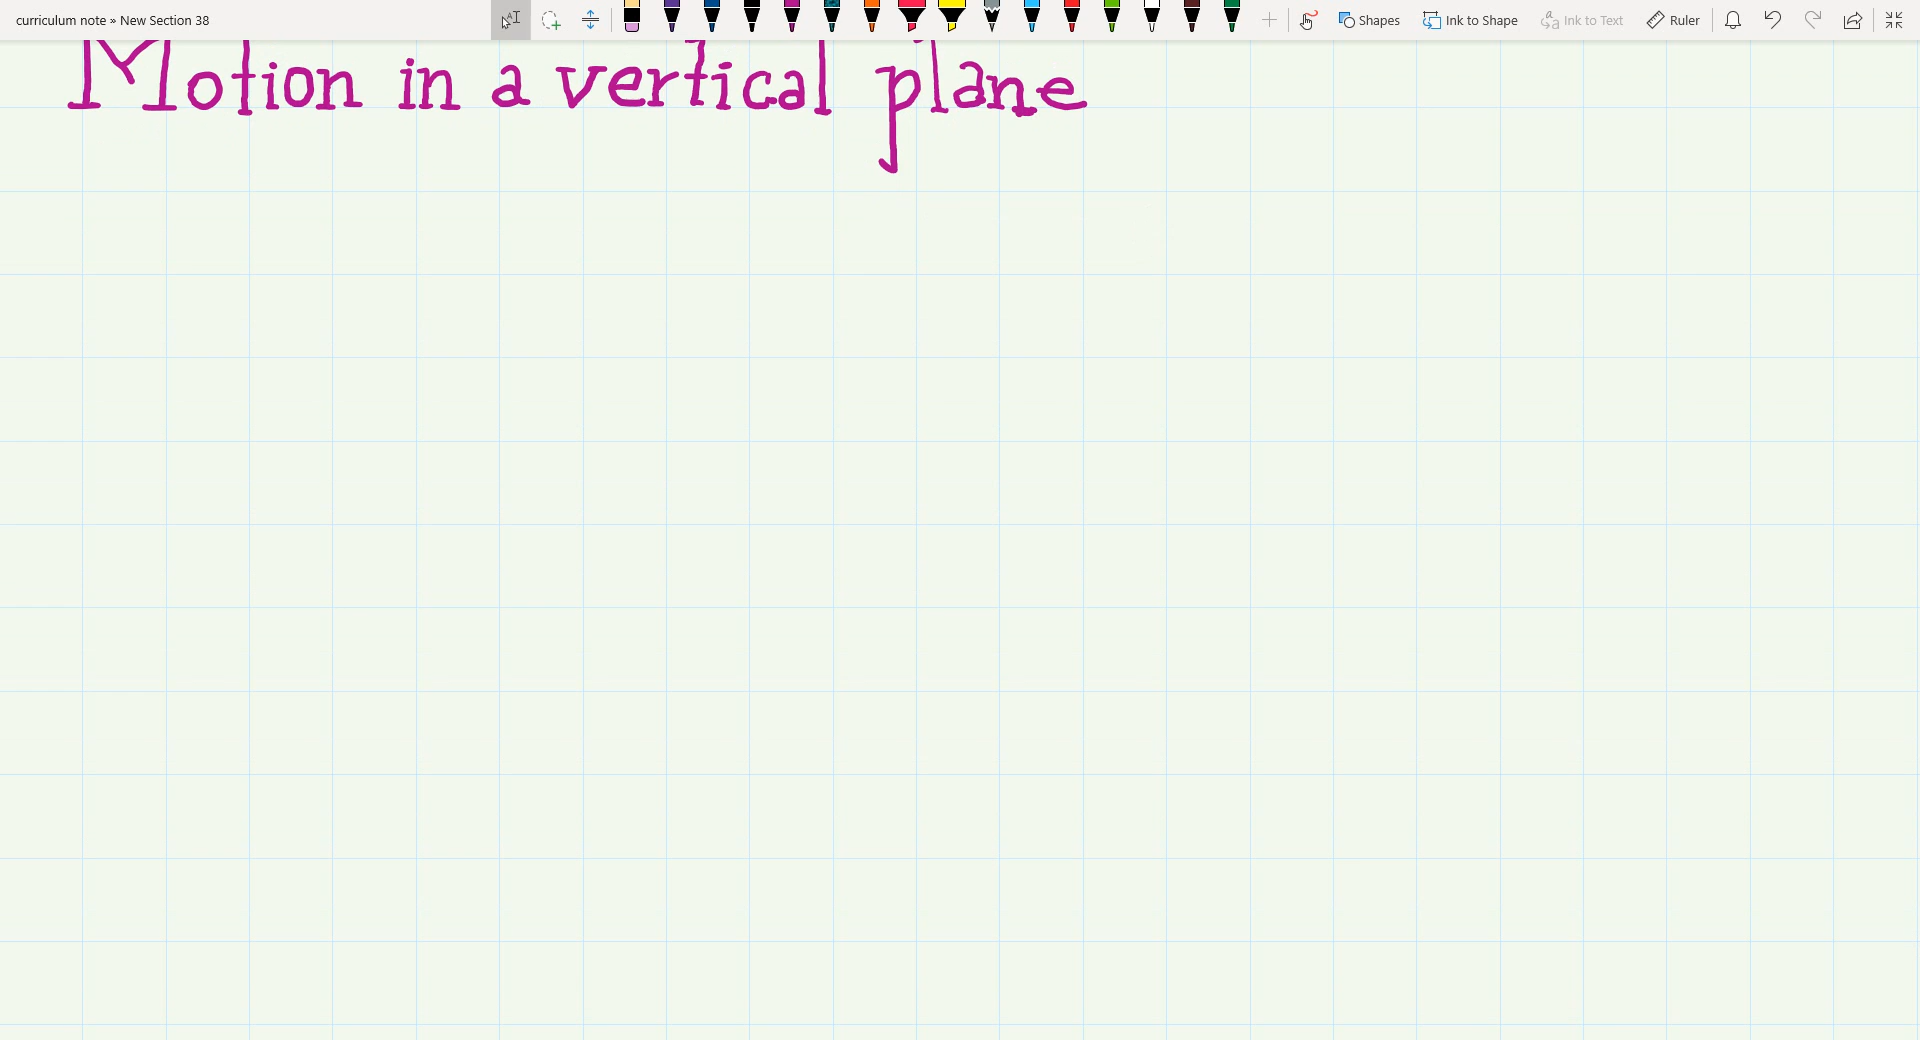 curriculum note » New Section 38
Shapes
Ink to Shape
Ink to Text
Ruler
Motion in a vertical plane